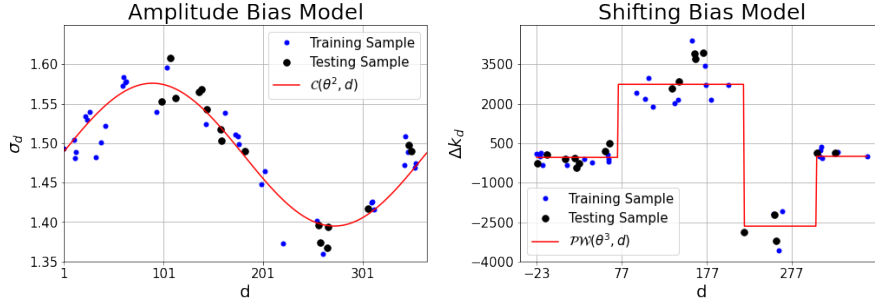 Amplitude Bias Model
1.60
1.55
1.50
1.45
1.40
1.35
σ_d
Training Sample
Testing Sample
𝒞(θ², d)
1 101 201 301
d
Shifting Bias Model
3500
2000
500
−1000
−2500
−4000
Δk_d
Training Sample
Testing Sample
𝒫𝒲(θ³, d)
−23 77 177 277
d